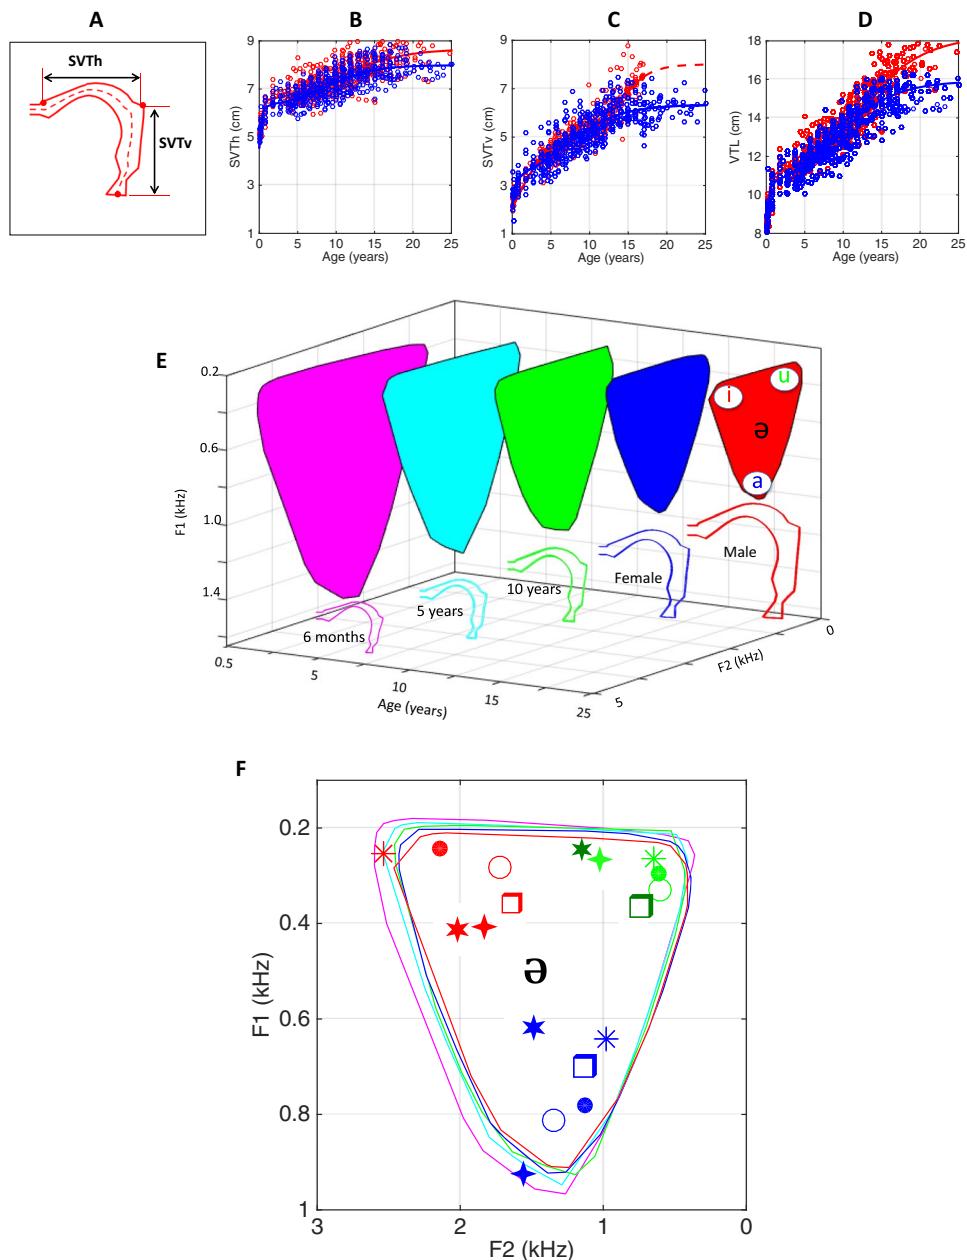 A
B
C
D
SVTh
SVTv
SVTh (cm)
9
7
5
3
1
0 5 10 15 20 25
Age (years)
SVTv (cm)
9
7
5
3
1
0 5 10 15 20 25
Age (years)
VTL (cm)
18
16
14
12
10
8
0 5 10 15 20 25
Age (years)
E
0.2
0.6
1.0
1.4
F1 (kHz)
i
u
ə
a
6 months
5 years
10 years
Female
Male
0.5
5
10
15
25
Age (years)
5
0
F2 (kHz)
F
0.2
0.4
0.6
0.8
1
F1 (kHz)
ə
3 2 1 0
F2 (kHz)